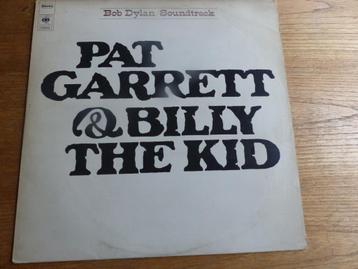 Bob Dylan Soundtrack
PAT
GARRETT
& BILLY
THE KID